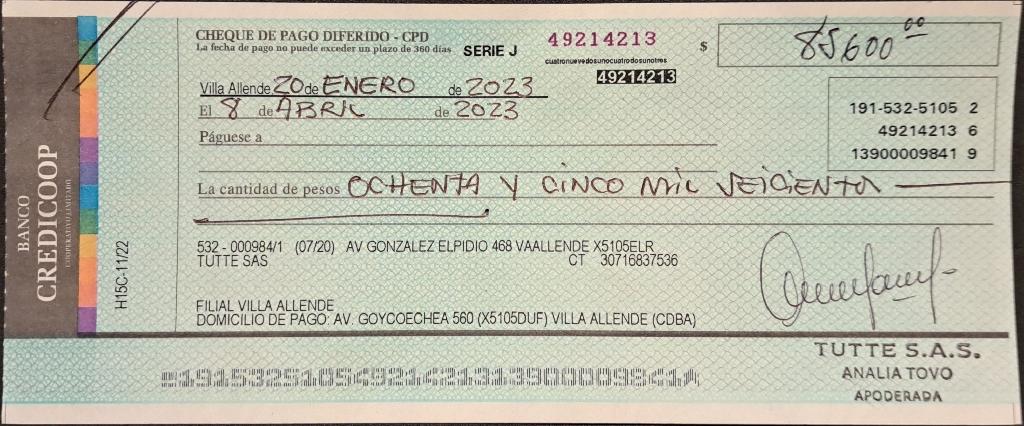 BANCO
CREDICOOP
COOPERATIVO LIMITADO
H15C-11/22
CHEQUE DE PAGO DIFERIDO - CPD
La fecha de pago no puede exceder un plazo de 360 días
SERIE J
49214213
cuatronuevedosunocuatrodosunotres
49214213
$ 85600 00
Villa Allende 20 de ENERO de 2023
El 8 de ABRIL de 2023
Páguese a
191-532-5105 2
49214213 6
13900009841 9
La cantidad de pesos OCHENTA Y CINCO MIL SEICIENTOS
532 - 000984/1 (07/20) AV GONZALEZ ELPIDIO 468 VAALLENDE X5105ELR
TUTTE SAS CT 30716837536
FILIAL VILLA ALLENDE
DOMICILIO DE PAGO: AV. GOYCOECHEA 560 (X5105DUF) VILLA ALLENDE (CDBA)
TUTTE S.A.S.
ANALIA TOVO
APODERADA
191532510549214213139000098414